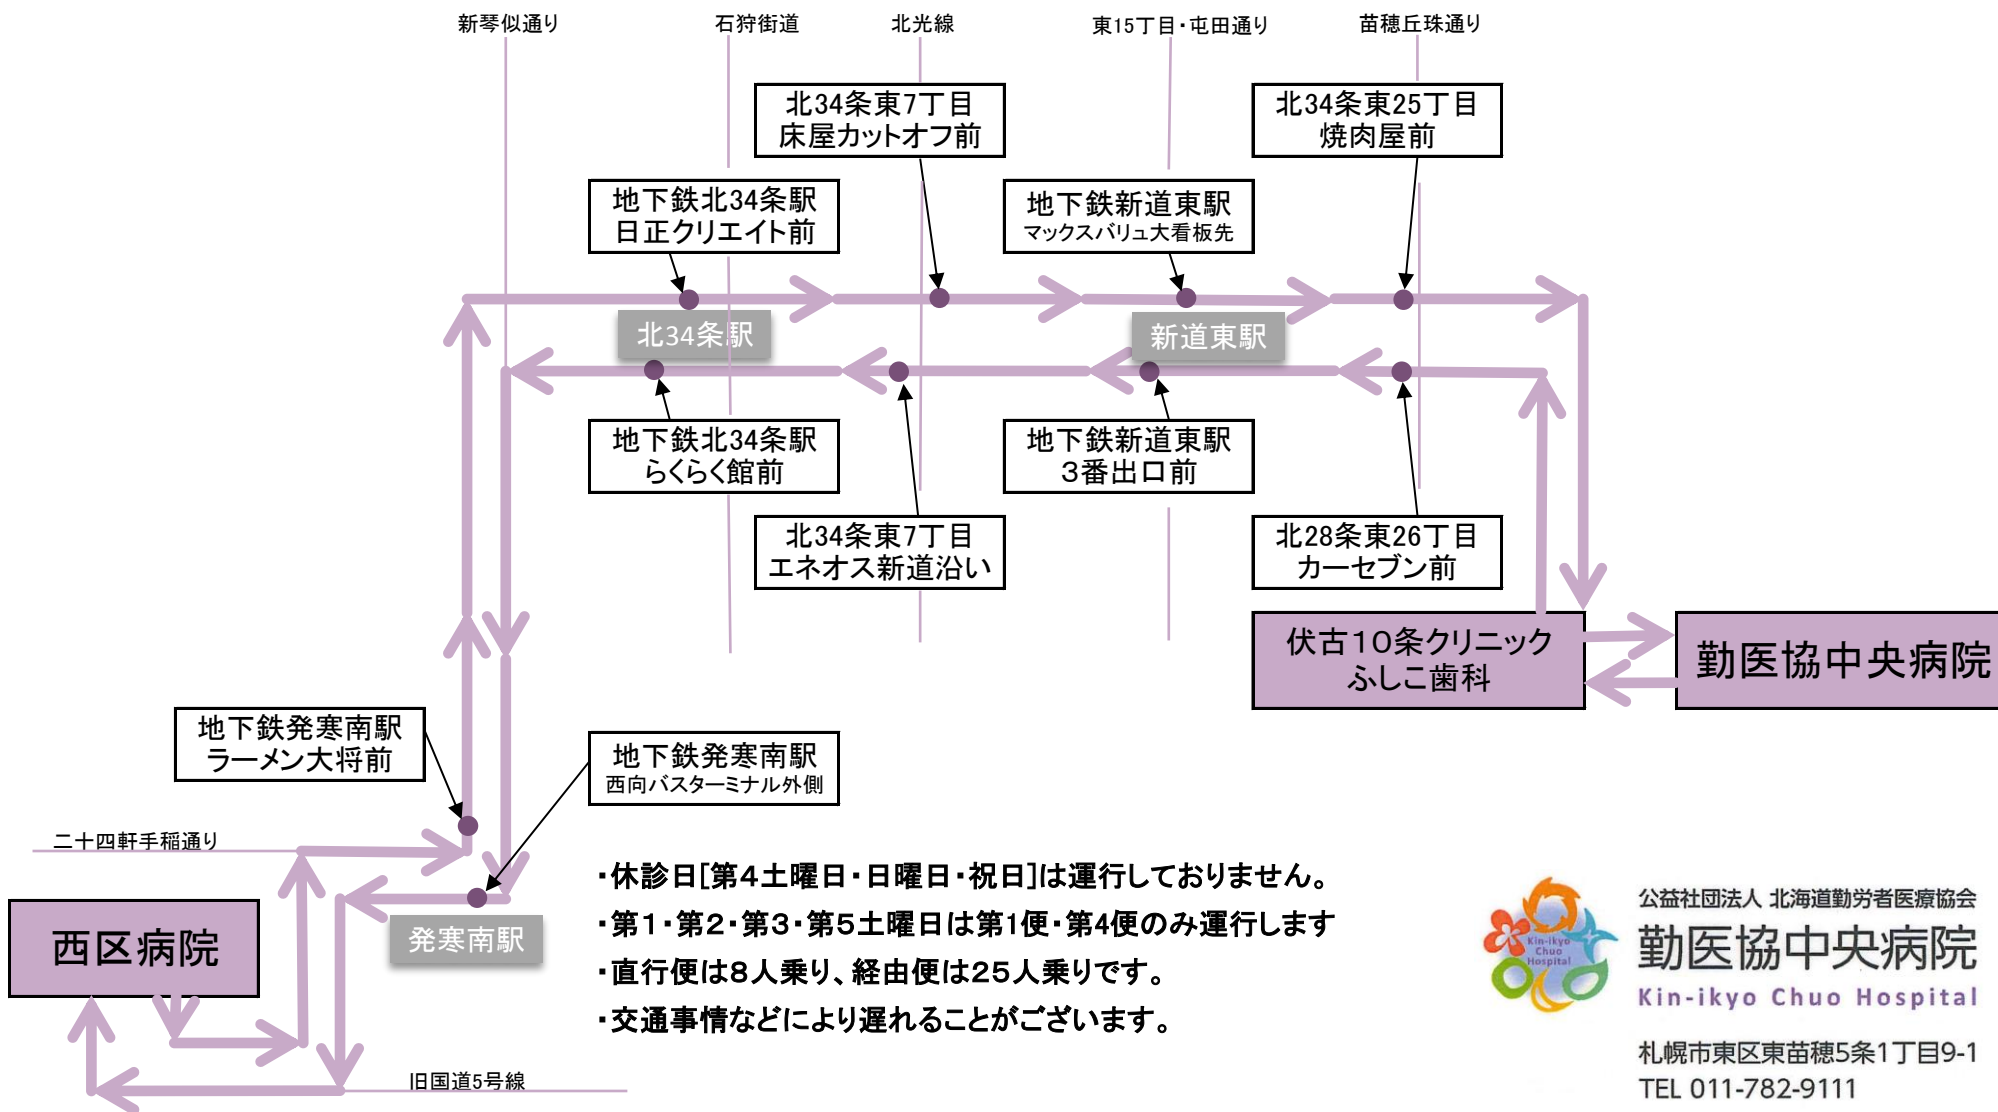 新琴似通り
石狩街道
北光線
東15丁目・屯田通り
苗穂丘珠通り
北34条東7丁目
床屋カットオフ前
北34条東25丁目
焼肉屋前
地下鉄北34条駅
日正クリエイト前
地下鉄新道東駅
マックスバリュ大看板先
北34条駅
新道東駅
地下鉄北34条駅
らくらく館前
地下鉄新道東駅
3番出口前
北34条東7丁目
エネオス新道沿い
北28条東26丁目
カーセブン前
伏古10条クリニック
ふしこ歯科
勤医協中央病院
地下鉄発寒南駅
ラーメン大将前
地下鉄発寒南駅
西向バスターミナル外側
二十四軒手稲通り
西区病院
発寒南駅
旧国道5号線
・休診日[第4土曜日・日曜日・祝日]は運行しておりません。
・第1・第2・第3・第5土曜日は第1便・第4便のみ運行します
・直行便は8人乗り、経由便は25人乗りです。
・交通事情などにより遅れることがございます。
Kin-ikyo
Chuo
Hospital
公益社団法人 北海道勤労者医療協会
勤医協中央病院
Kin-ikyo Chuo Hospital
札幌市東区東苗穂5条1丁目9-1
TEL 011-782-9111